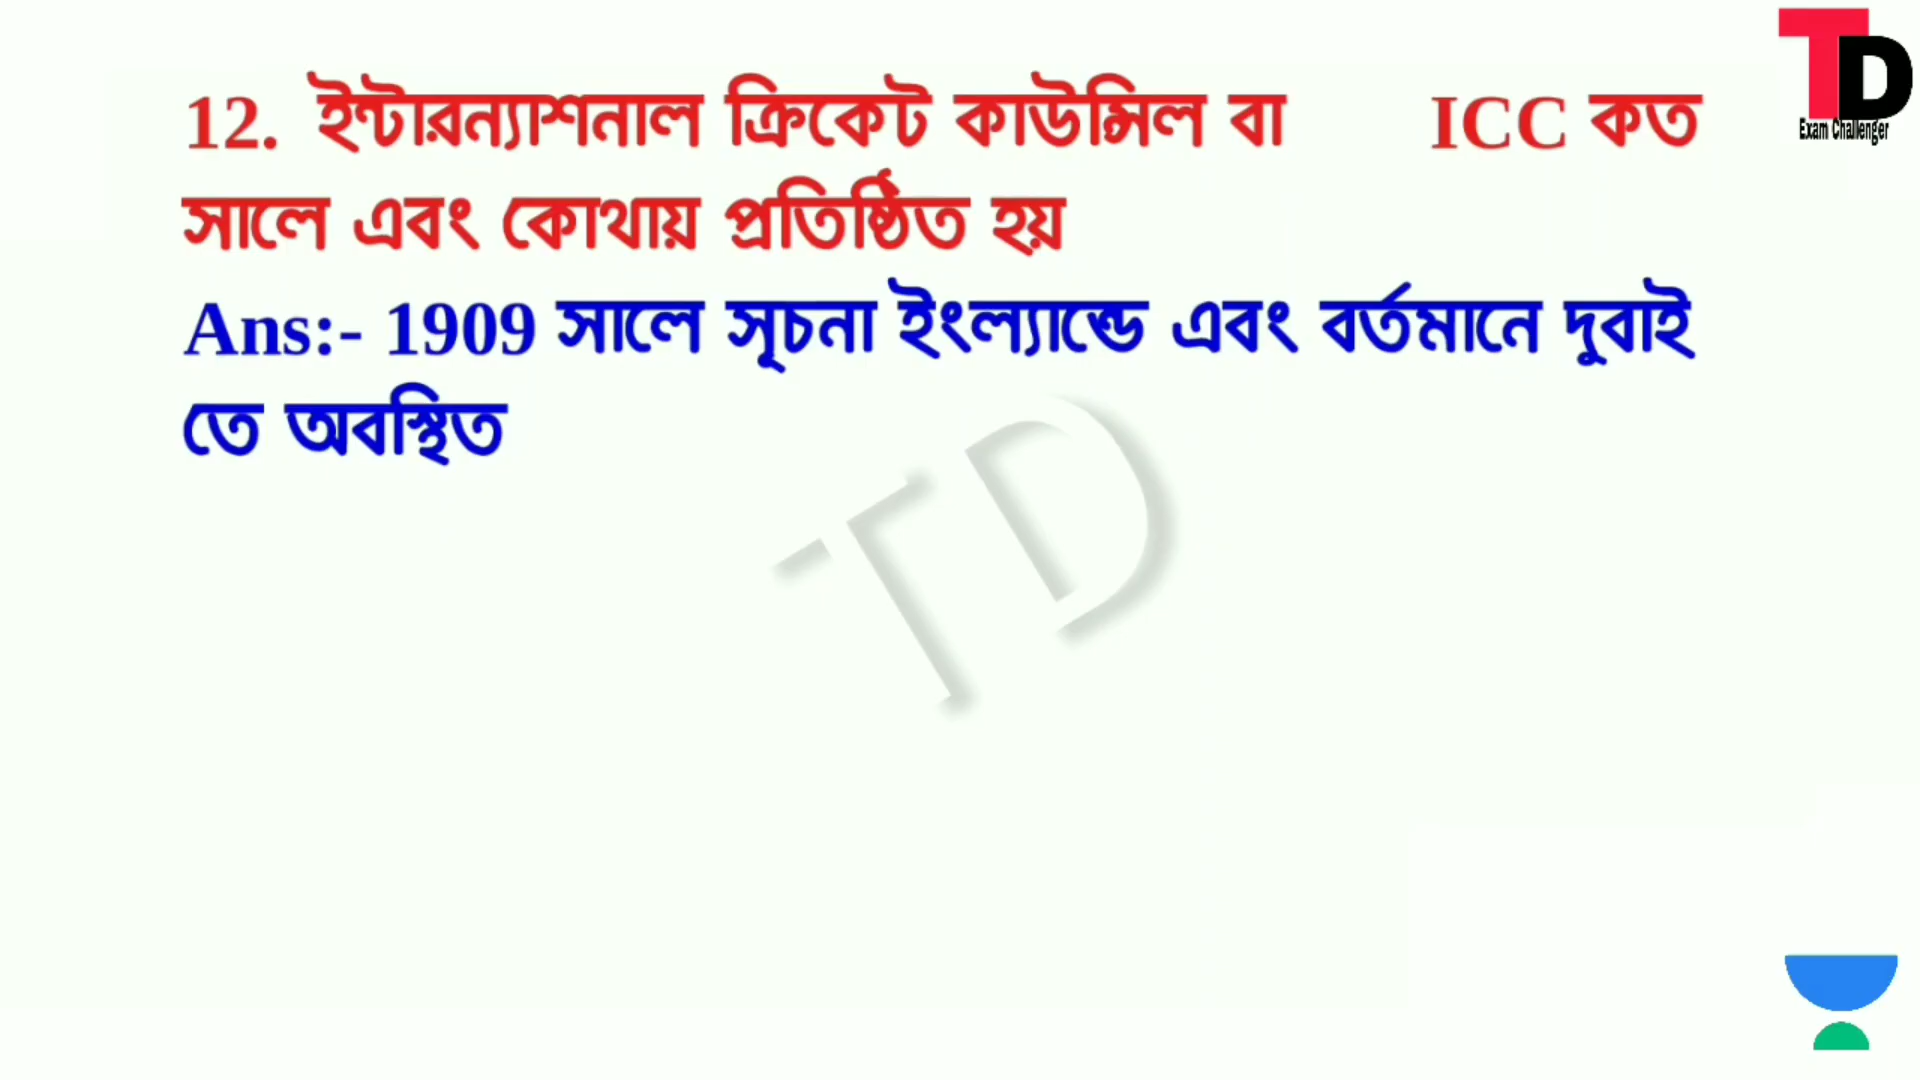 TD
Exam Challenger
12. ইন্টারন্যাশনাল ক্রিকেট কাউন্সিল বা ICC কত
সালে এবং কোথায় প্রতিষ্ঠিত হয়
Ans:- 1909 সালে সূচনা ইংল্যান্ডে এবং বর্তমানে দুবাই
তে অবস্থিত
TD